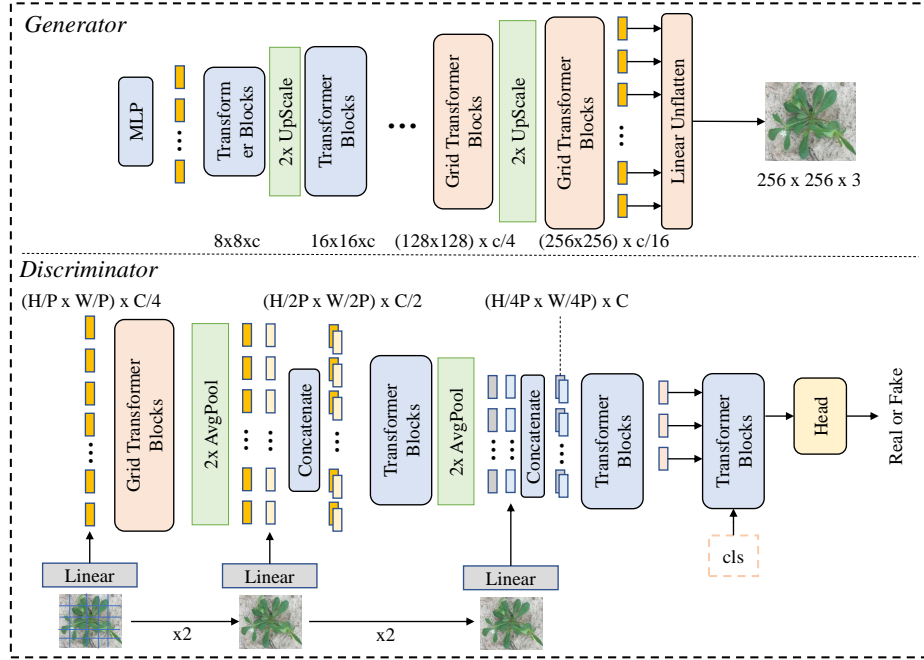 Generator
MLP
Transform
er Blocks
2x UpScale
Transformer
Blocks
Grid Transformer
Blocks
2x UpScale
Grid Transformer
Blocks
Linear Unflatten
256 x 256 x 3
8x8xc
16x16xc
(128x128) x c/4
(256x256) x c/16
Discriminator
(H/P x W/P) x C/4
(H/2P x W/2P) x C/2
(H/4P x W/4P) x C
Grid Transformer
Blocks
2x AvgPool
Concatenate
Transformer
Blocks
2x AvgPool
Concatenate
Transformer
Blocks
Transformer
Blocks
Head
Real or Fake
cls
Linear
Linear
Linear
x2
x2